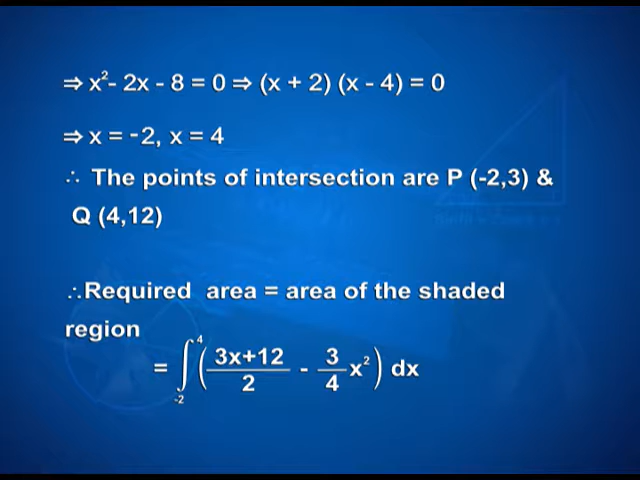 ⇒ x²- 2x - 8 = 0 ⇒ (x + 2) (x - 4) = 0
⇒ x = -2, x = 4
∴ The points of intersection are P (-2,3) &
Q (4,12)
∴Required area = area of the shaded
region
= ∫₋₂⁴ ( (3x+12)/2 - (3/4)x² ) dx